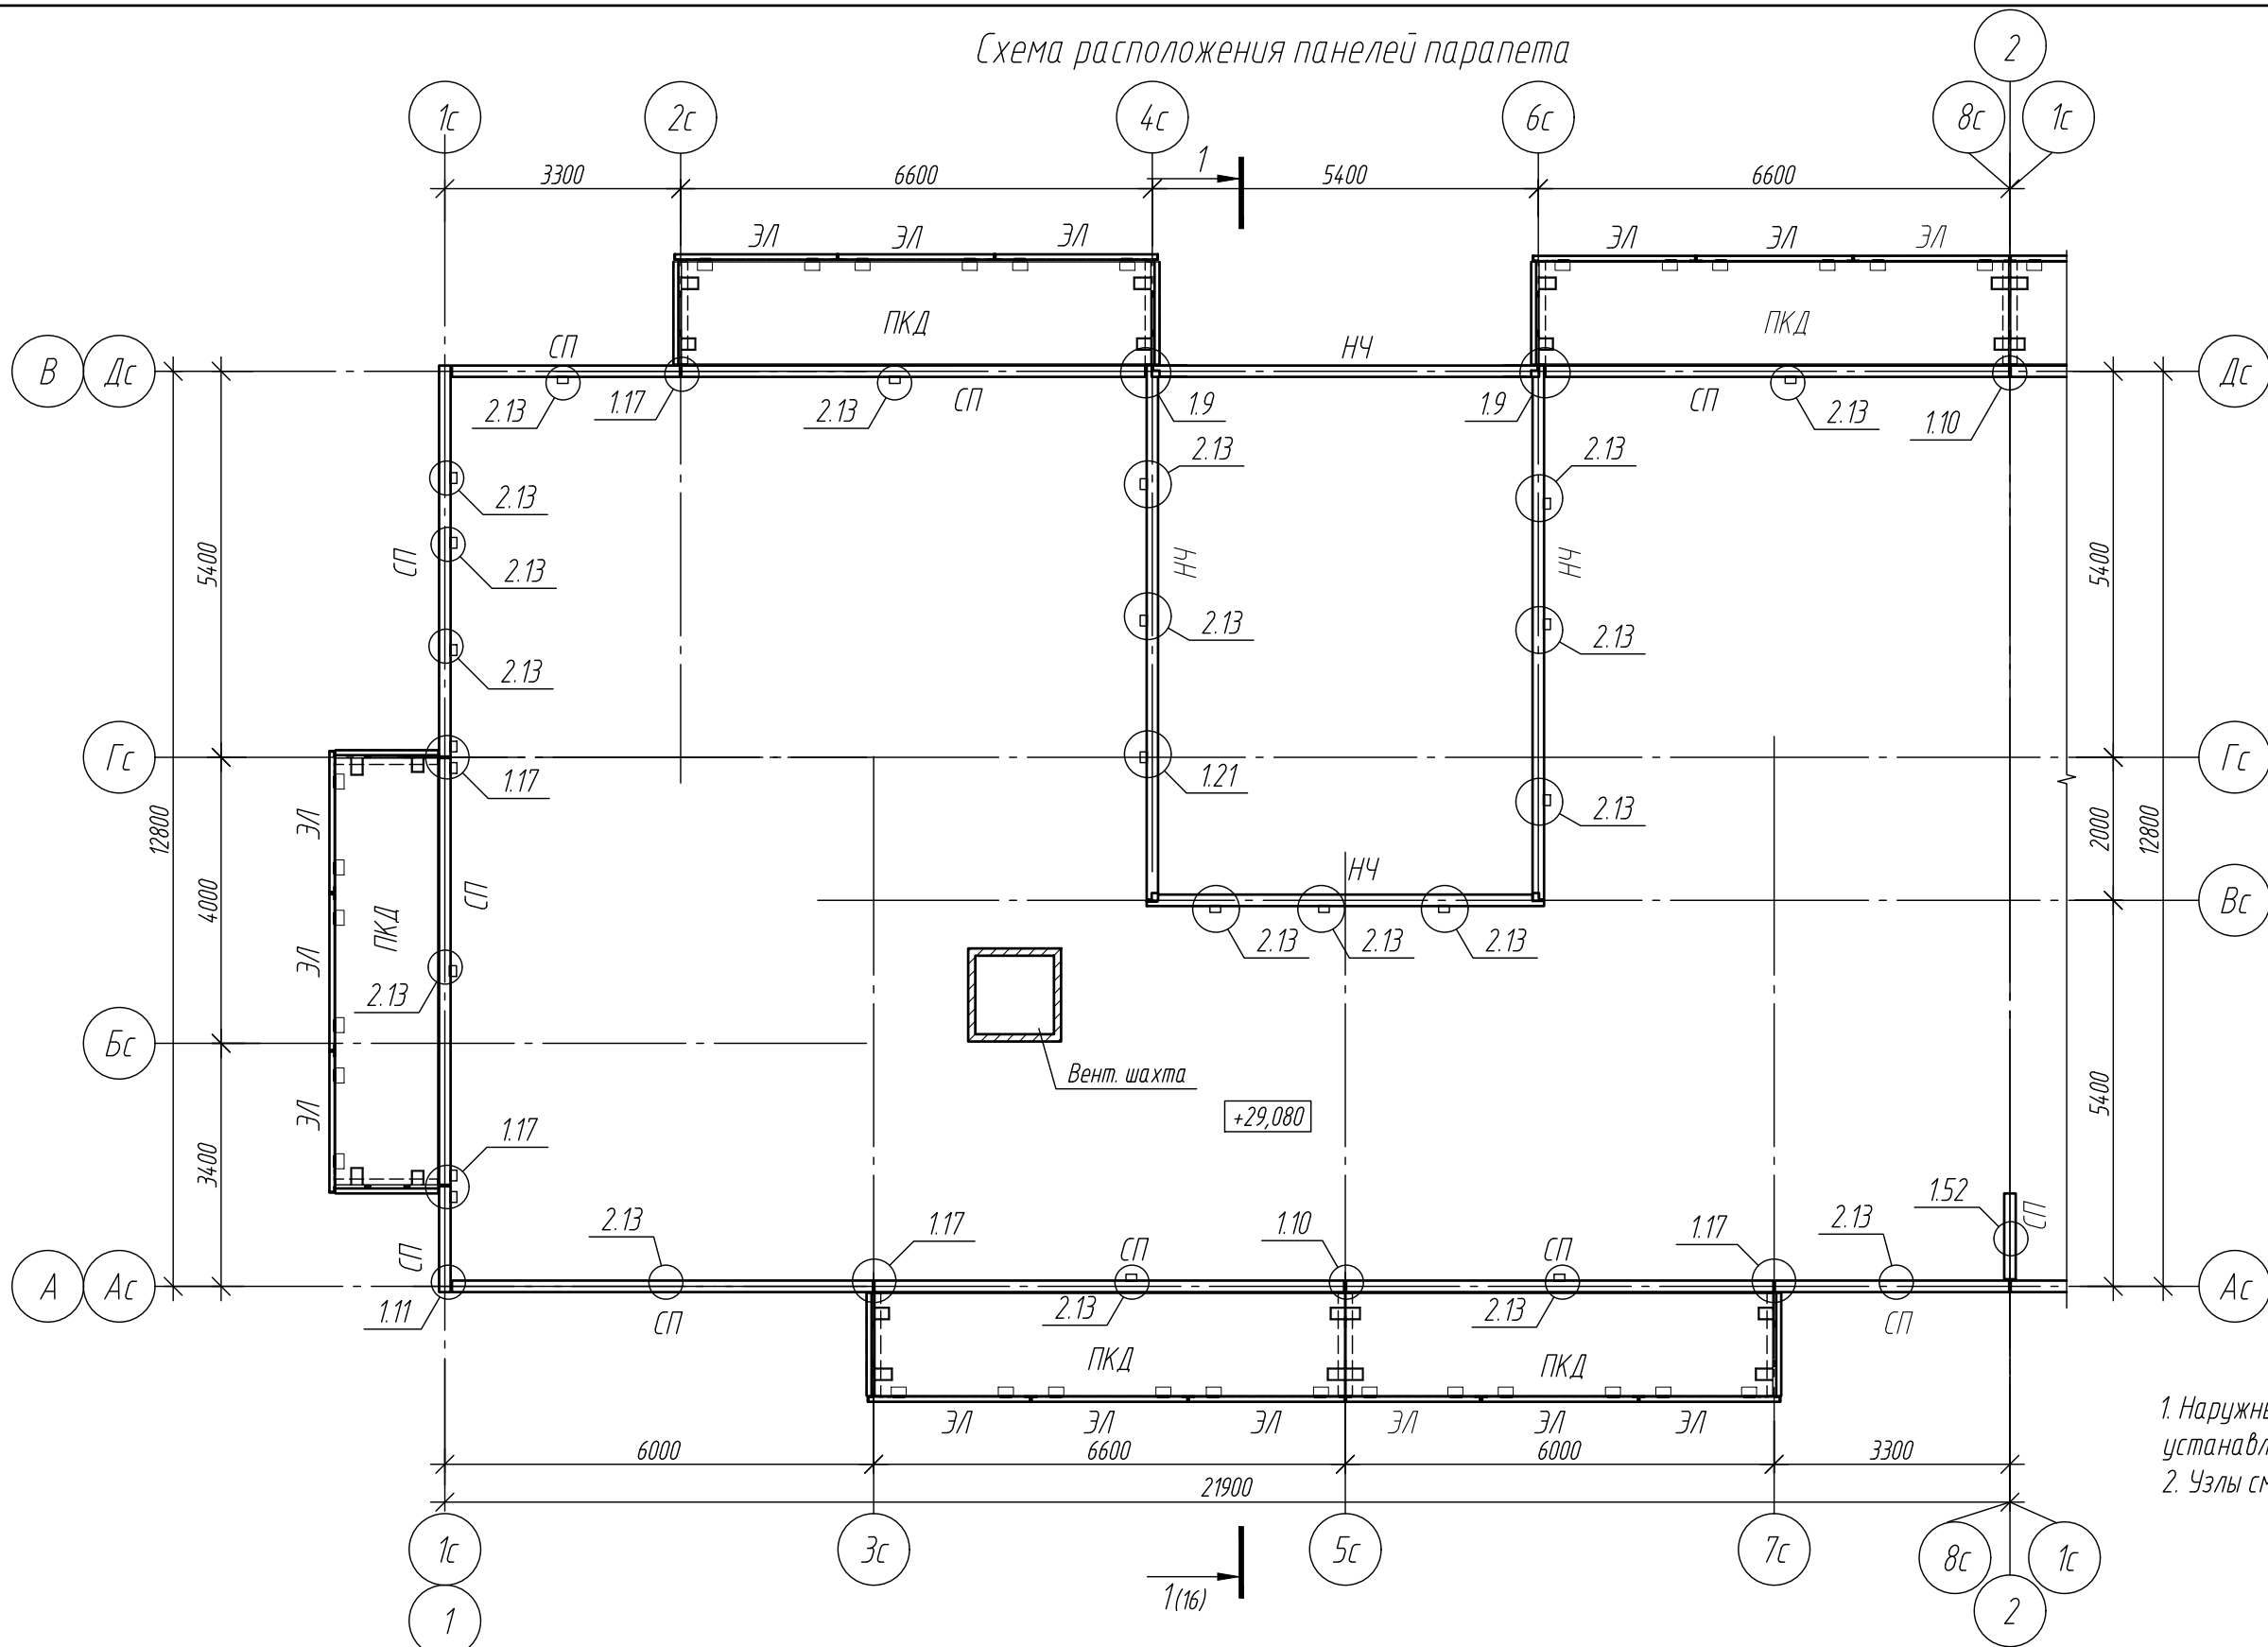 Схема расположения панелей парапета
2
1с 2с 4с 6с 8с 1с
3300 6600 1 5400 6600
ЭЛ ЭЛ ЭЛ ЭЛ ЭЛ ЭЛ
ПКД ПКД
В Дс СП НЧ Дс
2.13 1.17 2.13 СП 1.9 1.9 СП 2.13 1.10
2.13 2.13
2.13
5400 СП 2.13 НЧ НЧ 5400
2.13 2.13 2.13
Гс 1.17 1.21 Гс
12800 ЭЛ 2.13 2000 12800
4000 ПКД СП НЧ Вс
ЭЛ 2.13 2.13 2.13 2.13
Бс
Вент. шахта
ЭЛ +29,080 5400
3400 1.17
2.13 1.17 1.10 1.17 2.13 1.52
СП СП СП СП
А Ас Ас
1.11 СП 2.13 2.13 СП
ПКД ПКД
ЭЛ ЭЛ ЭЛ ЭЛ ЭЛ ЭЛ
1.
устанавл
2. Узлы
6000 6600 6000 3300
21900
1с 3с 5с 7с 8с 1с
1(16)
1 2